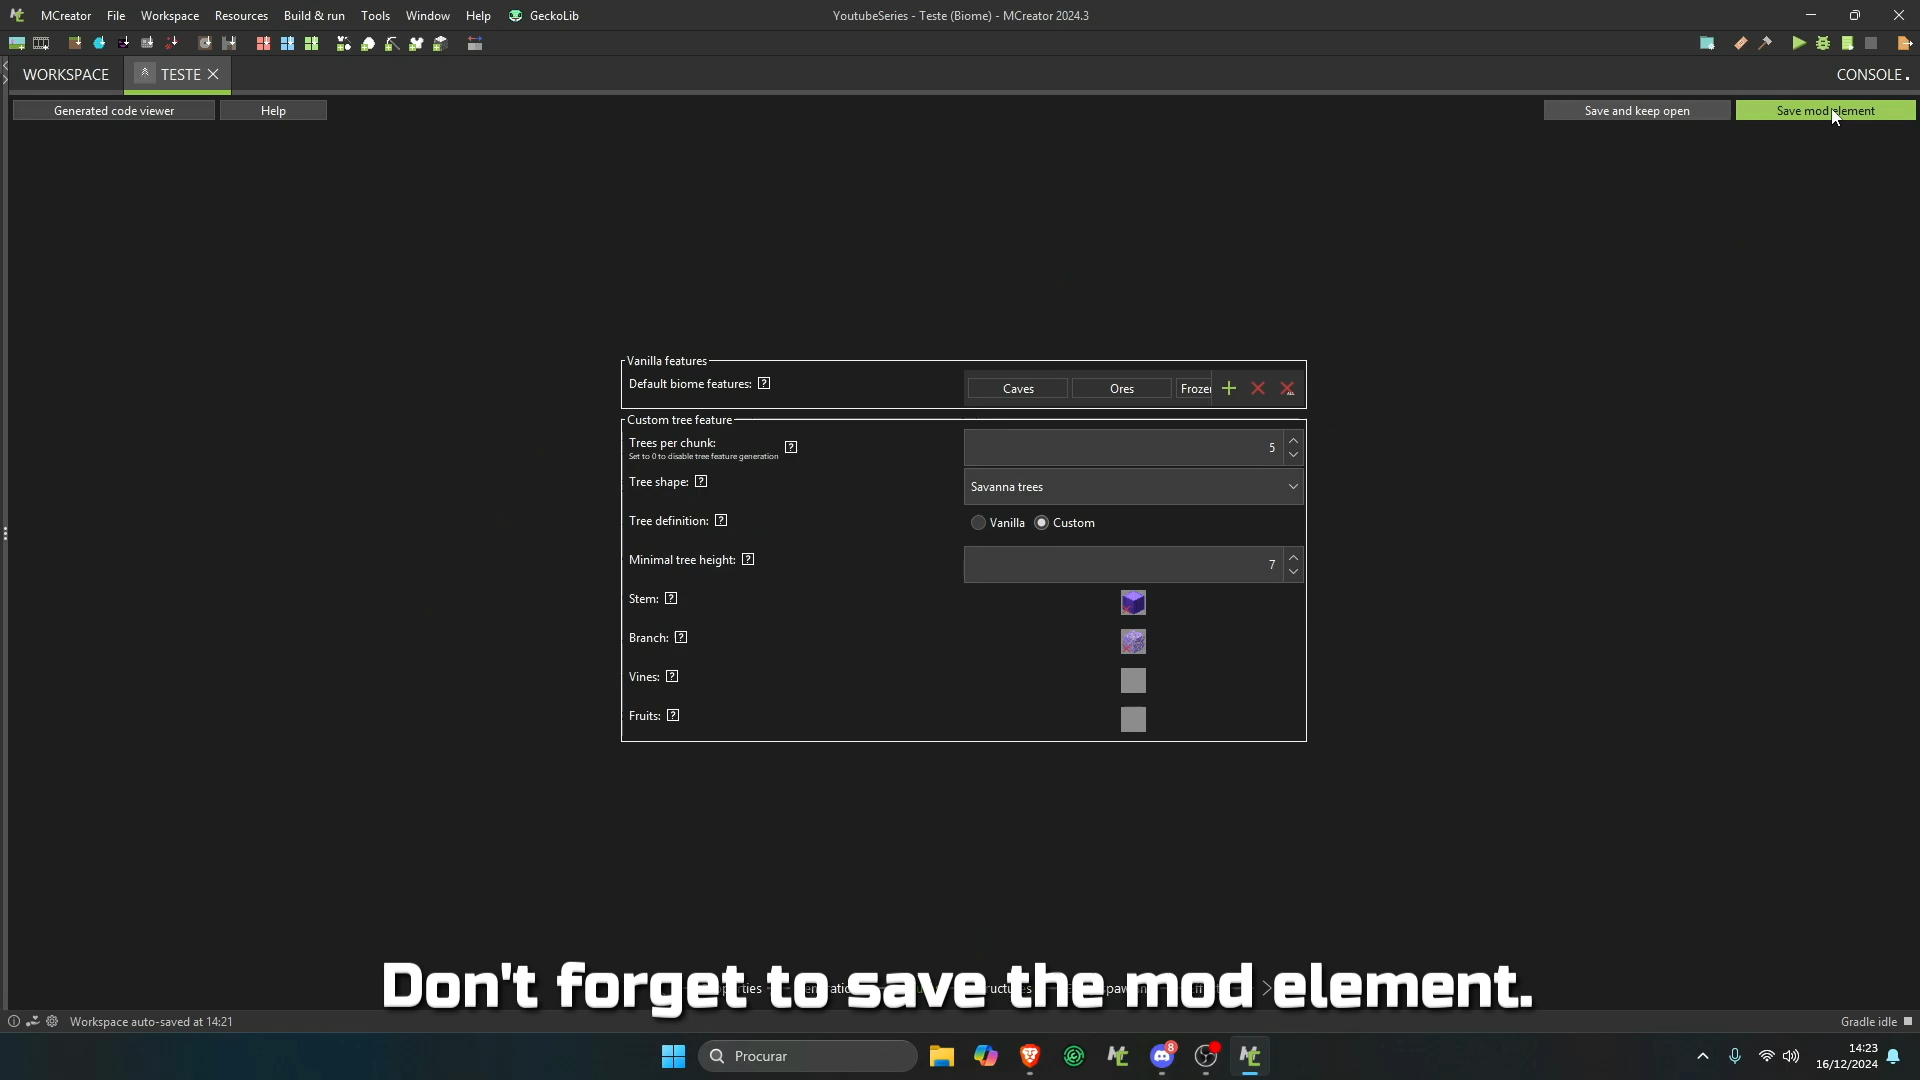 MCreator File Workspace Resources Build & run Tools Window Help GeckoLib YoutubeSeries - Teste (Biome) - MCreator 2024.3
WORKSPACE TESTE CONSOLE
Generated code viewer Help Save and keep open Save mod element
Vanilla features
Default biome features: ? Caves Ores Frozen
Custom tree feature
Trees per chunk: ? 5
Set to 0 to disable tree feature generation
Tree shape: ? Savanna trees
Tree definition: ? Vanilla Custom
Minimal tree height: ? 7
Stem: ?
Branch: ?
Vines: ?
Fruits: ?
Don't forget to save the mod element.
Workspace auto-saved at 14:21 Gradle idle
Procurar 8 14:23
16/12/2024